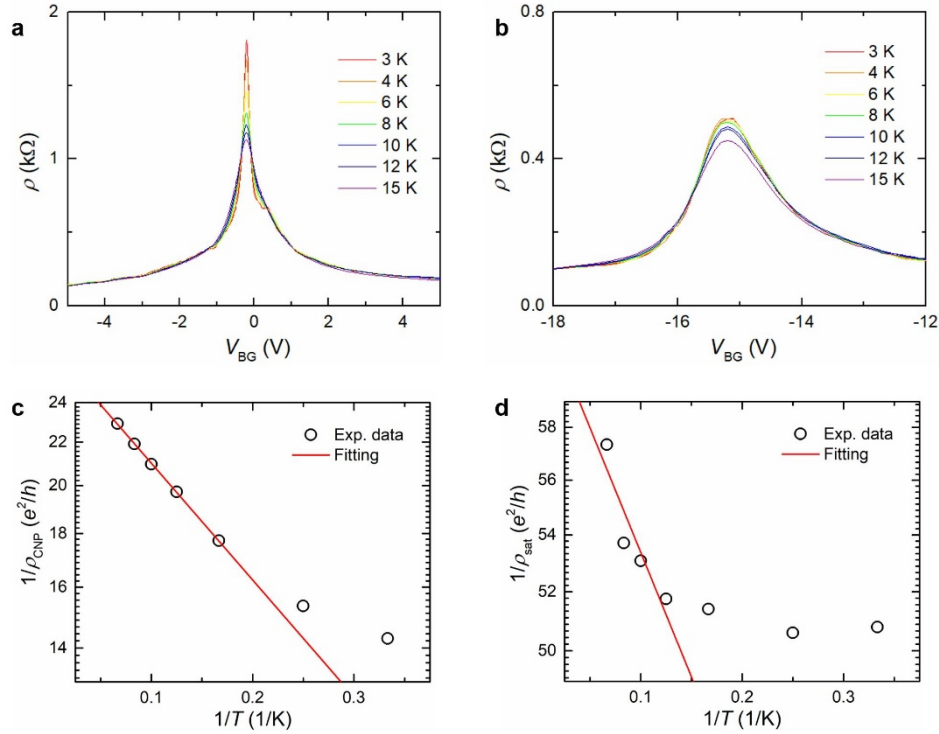 a
1.8
3 K
4 K
6 K
8 K
10 K
12 K
15 K
2
1
0
ρ (kΩ)
-4
-2
0
2
4
V_BG (V)
b
3 K
4 K
6 K
8 K
10 K
12 K
15 K
0.8
0.4
0.0
ρ (kΩ)
-18
-16
-14
-12
V_BG (V)
c
Exp. data
Fitting
24
22
20
18
16
14
1/ρ_CNP (e²/h)
0.1
0.2
0.3
1/T (1/K)
d
Exp. data
Fitting
58
56
54
52
50
1/ρ_sat (e²/h)
0.1
0.2
0.3
1/T (1/K)